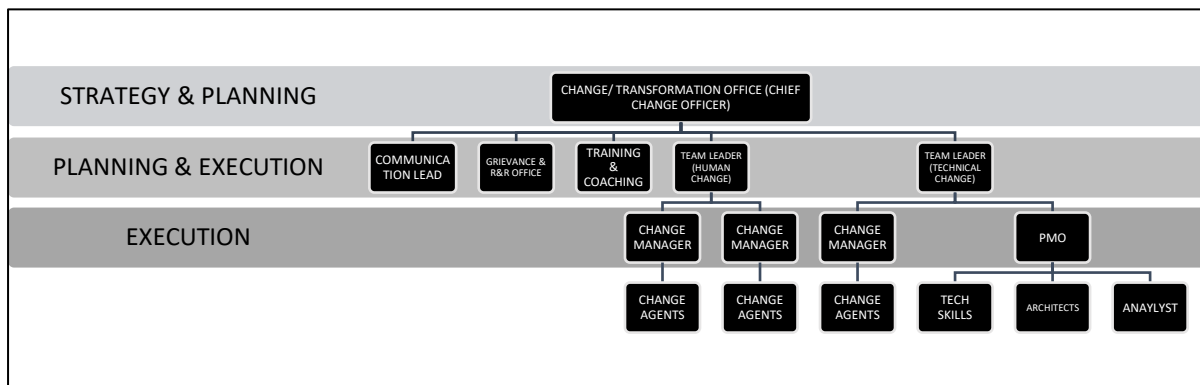 STRATEGY & PLANNING
CHANGE/ TRANSFORMATION OFFICE (CHIEF
CHANGE OFFICER)
PLANNING & EXECUTION
COMMUNICA
TION LEAD
GRIEVANCE &
R&R OFFICE
TRAINING
&
COACHING
TEAM LEADER
(HUMAN
CHANGE)
TEAM LEADER
(TECHNICAL
CHANGE)
EXECUTION
CHANGE
MANAGER
CHANGE
MANAGER
CHANGE
MANAGER
PMO
CHANGE
AGENTS
CHANGE
AGENTS
CHANGE
AGENTS
TECH
SKILLS
ARCHITECTS
ANAYLYST